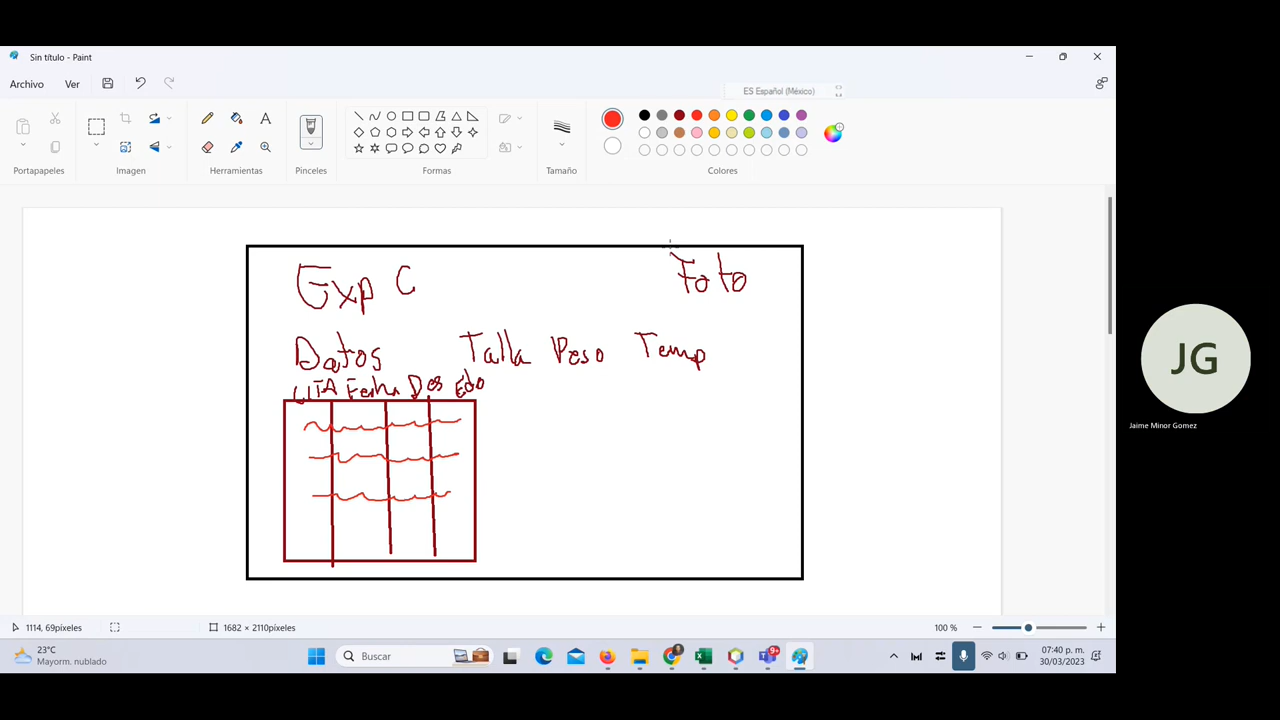 Sin título - Paint
Archivo Ver
ES Español (México)
Portapapeles Imagen Herramientas Pinceles Formas Tamaño Colores
Exp C Foto
Datos Talla Peso Temp
CITA Fecha Des Edo
JG
Jaime Minor Gomez
1114, 69píxeles 1682 × 2110píxeles 100 %
23°C
Mayorm. nublado
Buscar
9+
07:40 p. m.
30/03/2023